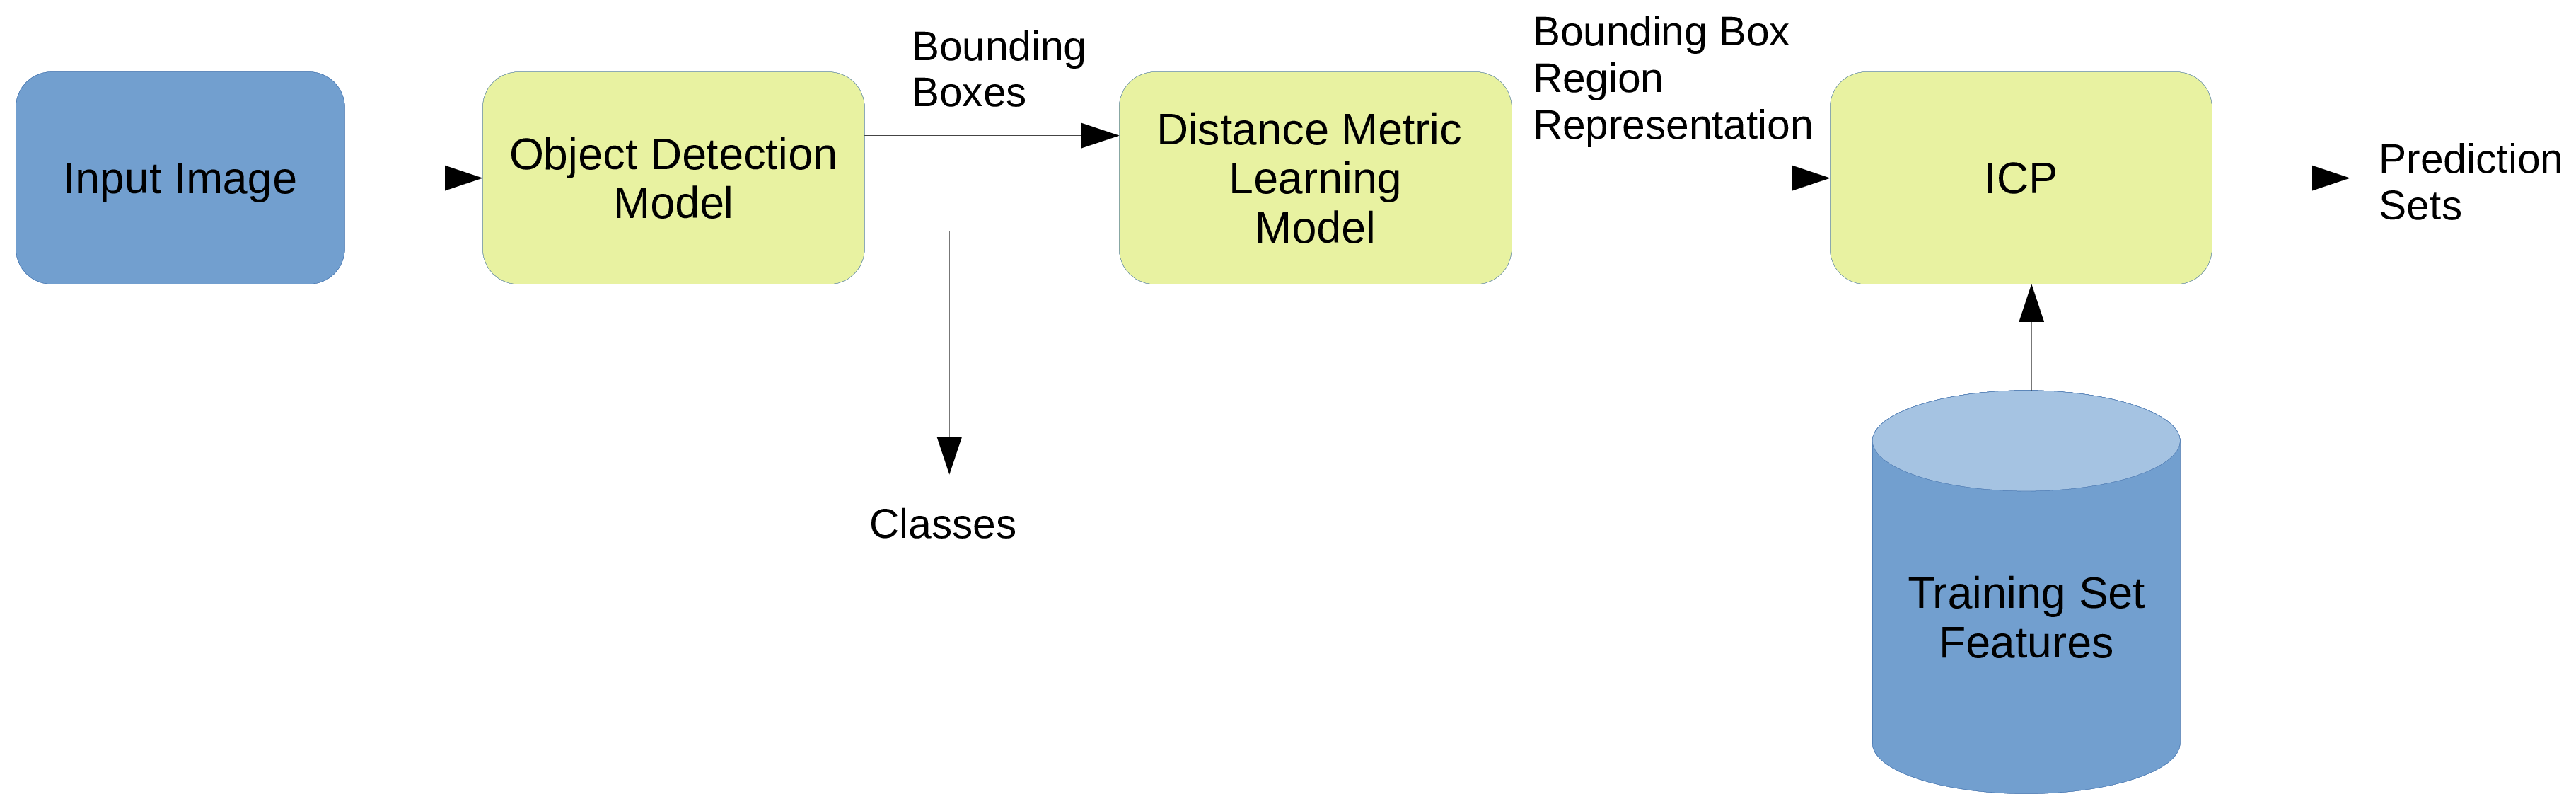 Input Image
Object Detection
Model
Bounding
Boxes
Classes
Distance Metric
Learning
Model
Bounding Box
Region
Representation
ICP
Prediction
Sets
Training Set
Features